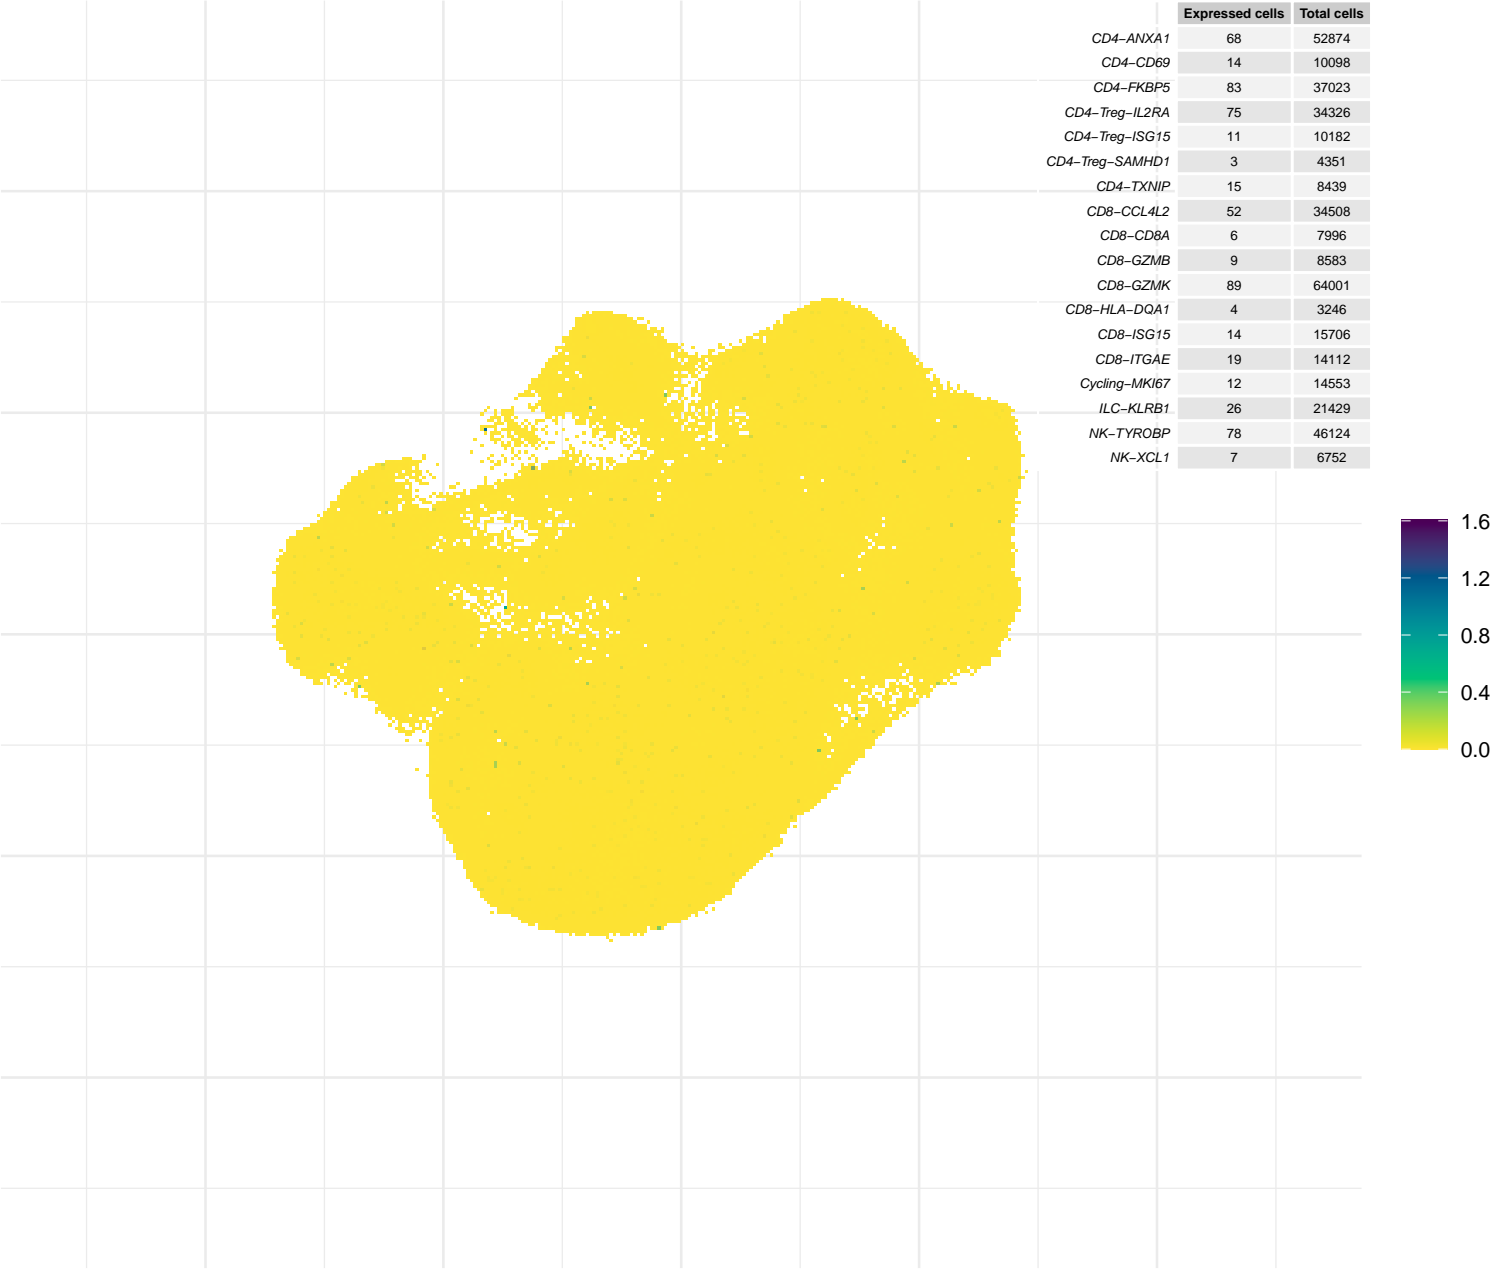 Expressed cells Total cells
CD4−ANXA1 68 52874
CD4−CD69 14 10098
CD4−FKBP5 83 37023
CD4−Treg−IL2RA 75 34326
CD4−Treg−ISG15 11 10182
CD4−Treg−SAMHD1 3 4351
CD4−TXNIP 15 8439
CD8−CCL4L2 52 34508
CD8−CD8A 6 7996
CD8−GZMB 9 8583
CD8−GZMK 89 64001
CD8−HLA−DQA1 4 3246
CD8−ISG15 14 15706
CD8−ITGAE 19 14112
Cycling−MKI67 12 14553
ILC−KLRB1 26 21429
NK−TYROBP 78 46124
NK−XCL1 7 6752
1.6
1.2
0.8
0.4
0.0